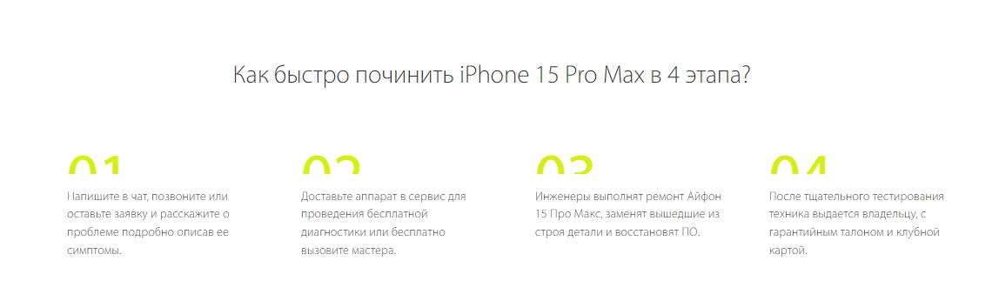 Как быстро починить iPhone 15 Pro Max в 4 этапа?
01
Напишите в чат, позвоните или
оставьте заявку и расскажите о
проблеме подробно описав ее
симптомы.
02
Доставьте аппарат в сервис для
проведения бесплатной
диагностики или бесплатно
вызовите мастера.
03
Инженеры выполнят ремонт Айфон
15 Про Макс, заменят вышедшие из
строя детали и восстановят ПО.
04
После тщательного тестирования
техника выдается владельцу, с
гарантийным талоном и клубной
картой.